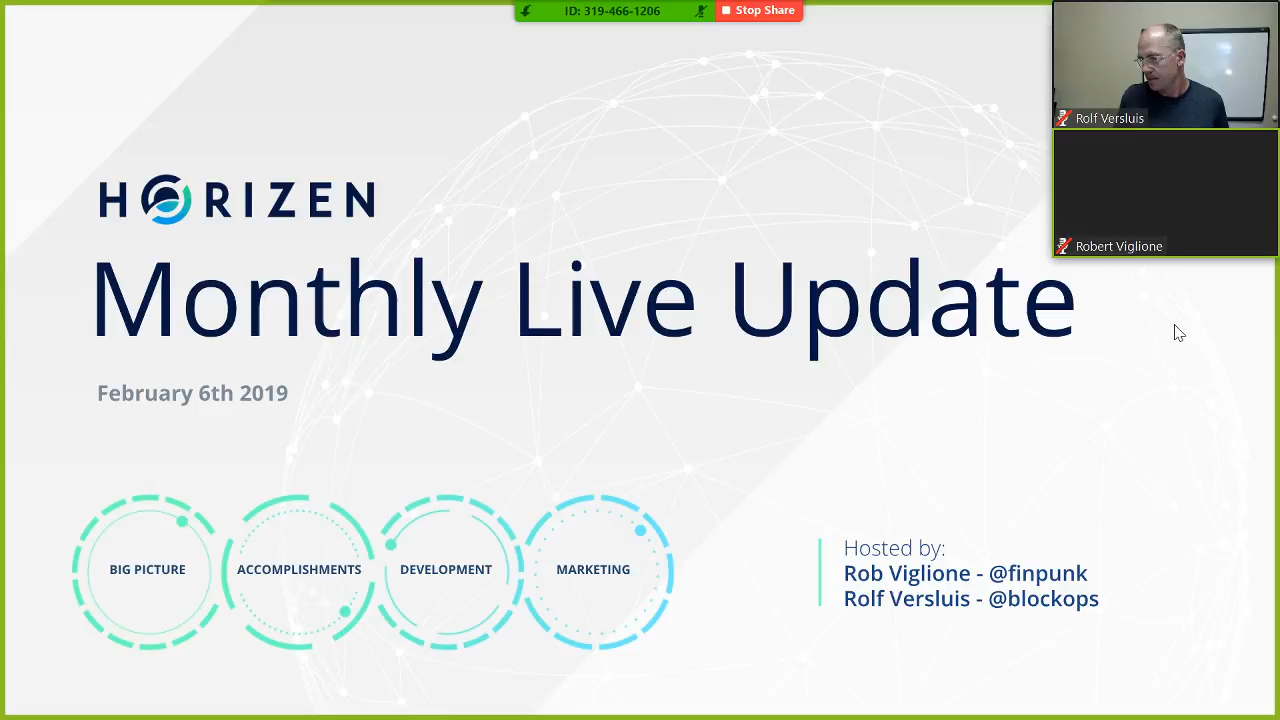 ID: 319-466-1206
Stop Share
Rolf Versluis
Robert Viglione
HORIZEN
Monthly Live Update
February 6th 2019
BIG PICTURE
ACCOMPLISHMENTS
DEVELOPMENT
MARKETING
Hosted by:
Rob Viglione - @finpunk
Rolf Versluis - @blockops